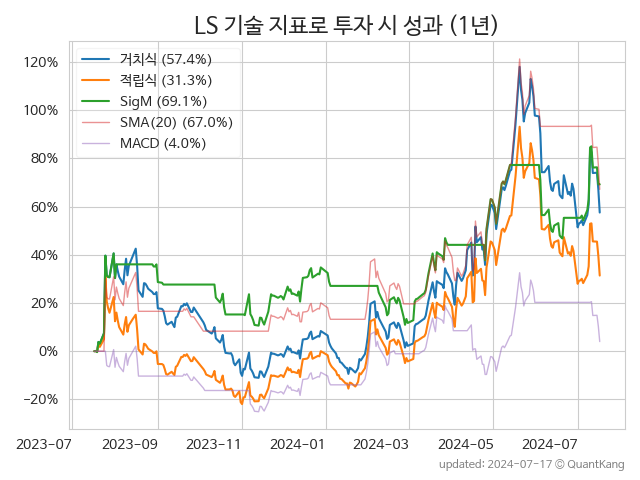 LS 기술 지표로 투자 시 성과 (1년)
거치식 (57.4%)
적립식 (31.3%)
SigM (69.1%)
SMA(20) (67.0%)
MACD (4.0%)
120%
100%
80%
60%
40%
20%
0%
−20%
2023−07
2023−09
2023−11
2024−01
2024−03
2024−05
2024−07
updated: 2024-07-17 © QuantKang